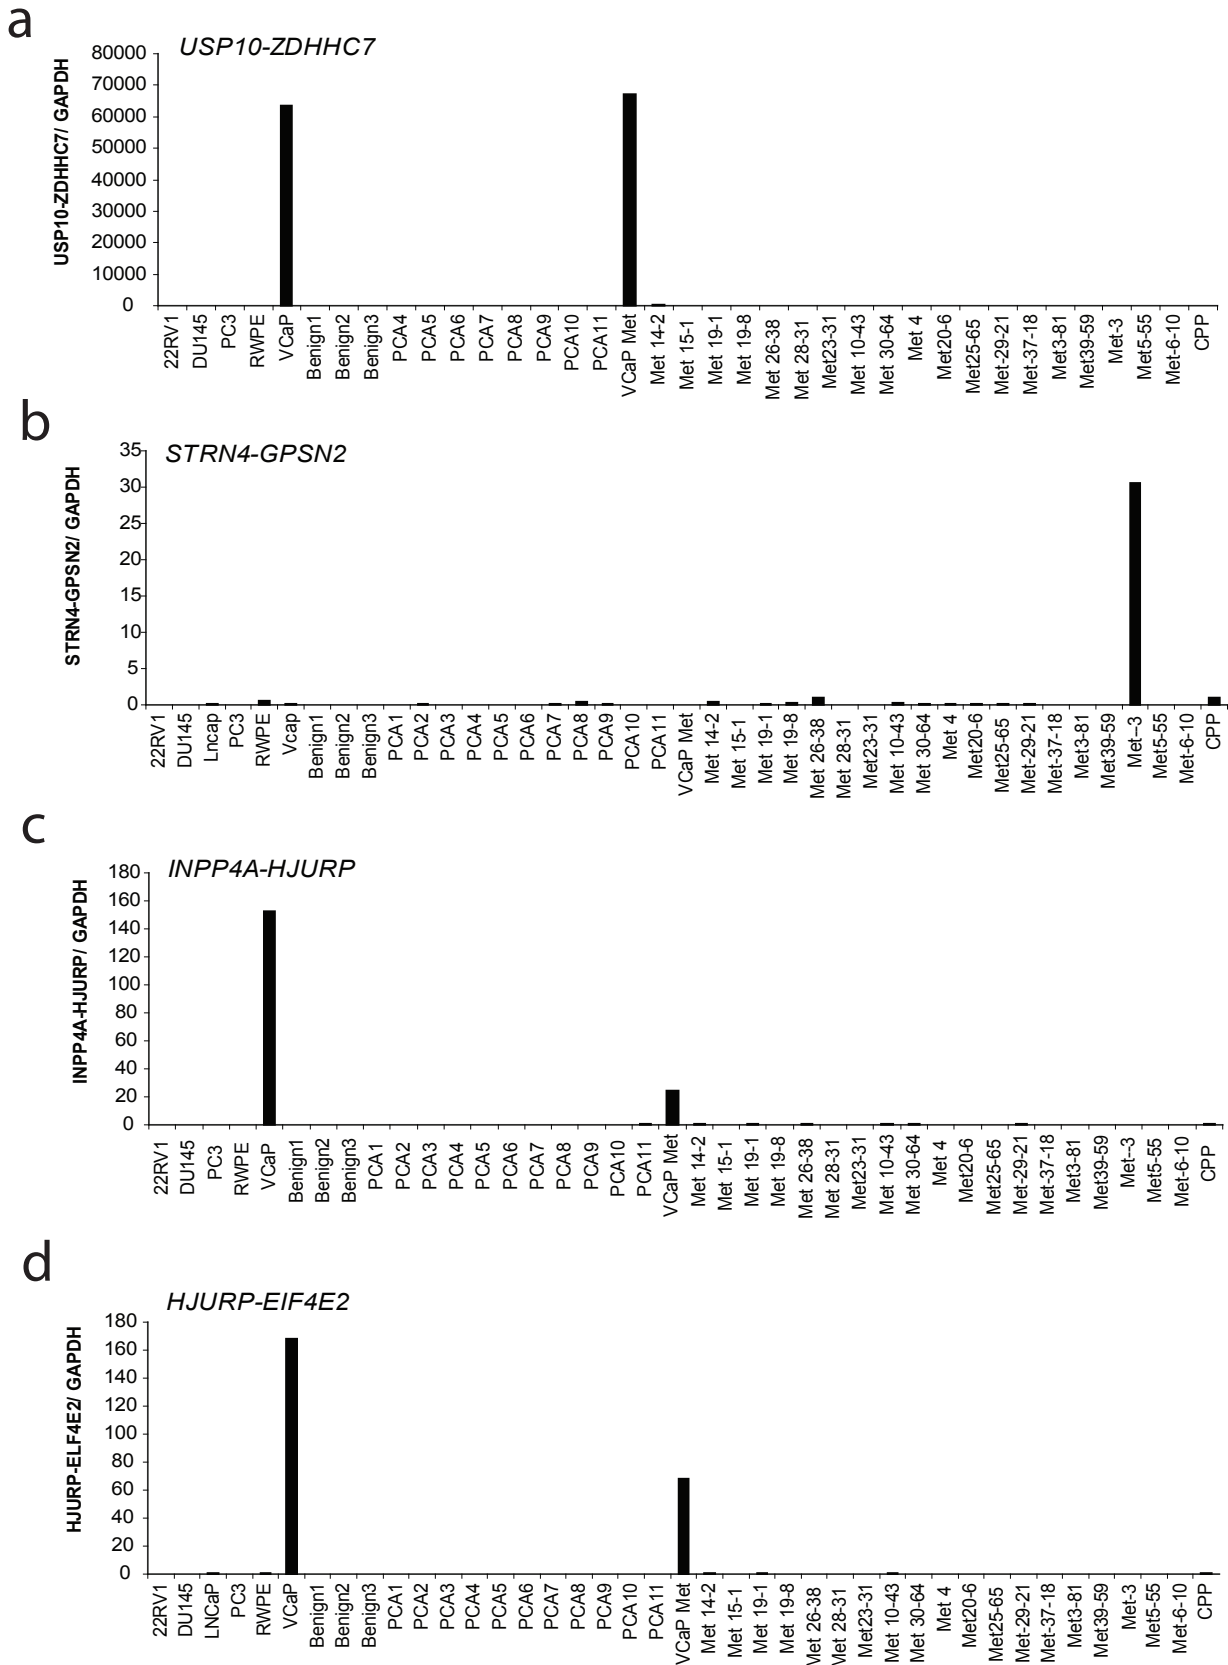 a
USP10-ZDHHC7
USP10-ZDHHC7/ GAPDH
80000
70000
60000
50000
40000
30000
20000
10000
0
22RV1 DU145 PC3 RWPE VCaP Benign1 Benign2 Benign3 PCA4 PCA5 PCA6 PCA7 PCA8 PCA9 PCA10 PCA11 VCaP Met Met 14-2 Met 15-1 Met 19-1 Met 19-8 Met 26-38 Met 28-31 Met23-31 Met 10-43 Met 30-64 Met 4 Met20-6 Met25-65 Met-29-21 Met-37-18 Met3-81 Met39-59 Met-3 Met5-55 Met-6-10 CPP
b
STRN4-GPSN2
STRN4-GPSN2/ GAPDH
35
30
25
20
15
10
5
0
22RV1 DU145 Lncap PC3 RWPE Vcap Benign1 Benign2 Benign3 PCA1 PCA2 PCA3 PCA4 PCA5 PCA6 PCA7 PCA8 PCA9 PCA10 PCA11 VCaP Met Met 14-2 Met 15-1 Met 19-1 Met 19-8 Met 26-38 Met 28-31 Met23-31 Met 10-43 Met 30-64 Met 4 Met20-6 Met25-65 Met-29-21 Met-37-18 Met3-81 Met39-59 Met--3 Met5-55 Met-6-10 CPP
c
INPP4A-HJURP
INPP4A-HJURP/ GAPDH
180
160
140
120
100
80
60
40
20
0
22RV1 DU145 PC3 RWPE VCaP Benign1 Benign2 Benign3 PCA1 PCA2 PCA3 PCA4 PCA5 PCA6 PCA7 PCA8 PCA9 PCA10 PCA11 VCaP Met Met 14-2 Met 15-1 Met 19-1 Met 19-8 Met 26-38 Met 28-31 Met23-31 Met 10-43 Met 30-64 Met 4 Met20-6 Met25-65 Met-29-21 Met-37-18 Met3-81 Met39-59 Met--3 Met5-55 Met-6-10 CPP
d
HJURP-EIF4E2
HJURP-ELF4E2/ GAPDH
180
160
140
120
100
80
60
40
20
0
22RV1 DU145 LNCaP PC3 RWPE VCaP Benign1 Benign2 Benign3 PCA1 PCA2 PCA3 PCA4 PCA5 PCA6 PCA7 PCA8 PCA9 PCA10 PCA11 VCaP Met Met 14-2 Met 15-1 Met 19-1 Met 19-8 Met 26-38 Met 28-31 Met23-31 Met 10-43 Met 30-64 Met 4 Met20-6 Met25-65 Met-29-21 Met-37-18 Met3-81 Met39-59 Met-3 Met5-55 Met-6-10 CPP